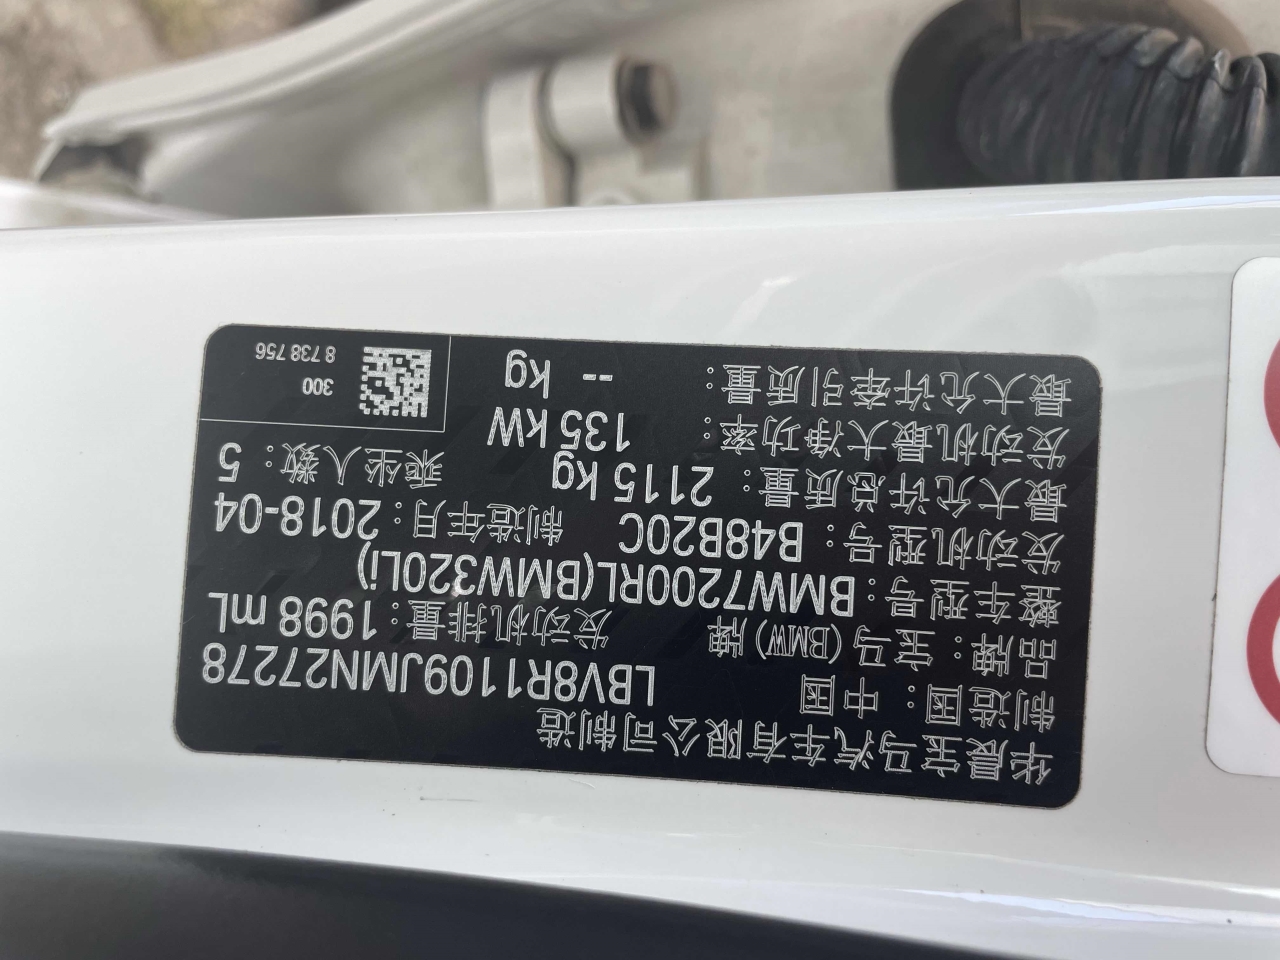 华晨宝马汽车有限公司制造
制造国：中国 LBV8R1109JMN27278
品牌：宝马(BMW)牌 发动机排量：1998 mL
整车型号：BMW7200RL(BMW320Li)
发动机型号：B48B20C 制造年月：2018-04
最大允许总质量：2115 kg 乘坐人数：5
发动机最大净功率：135 kW
最大允许牵引质量：-- kg
300
8 738 756